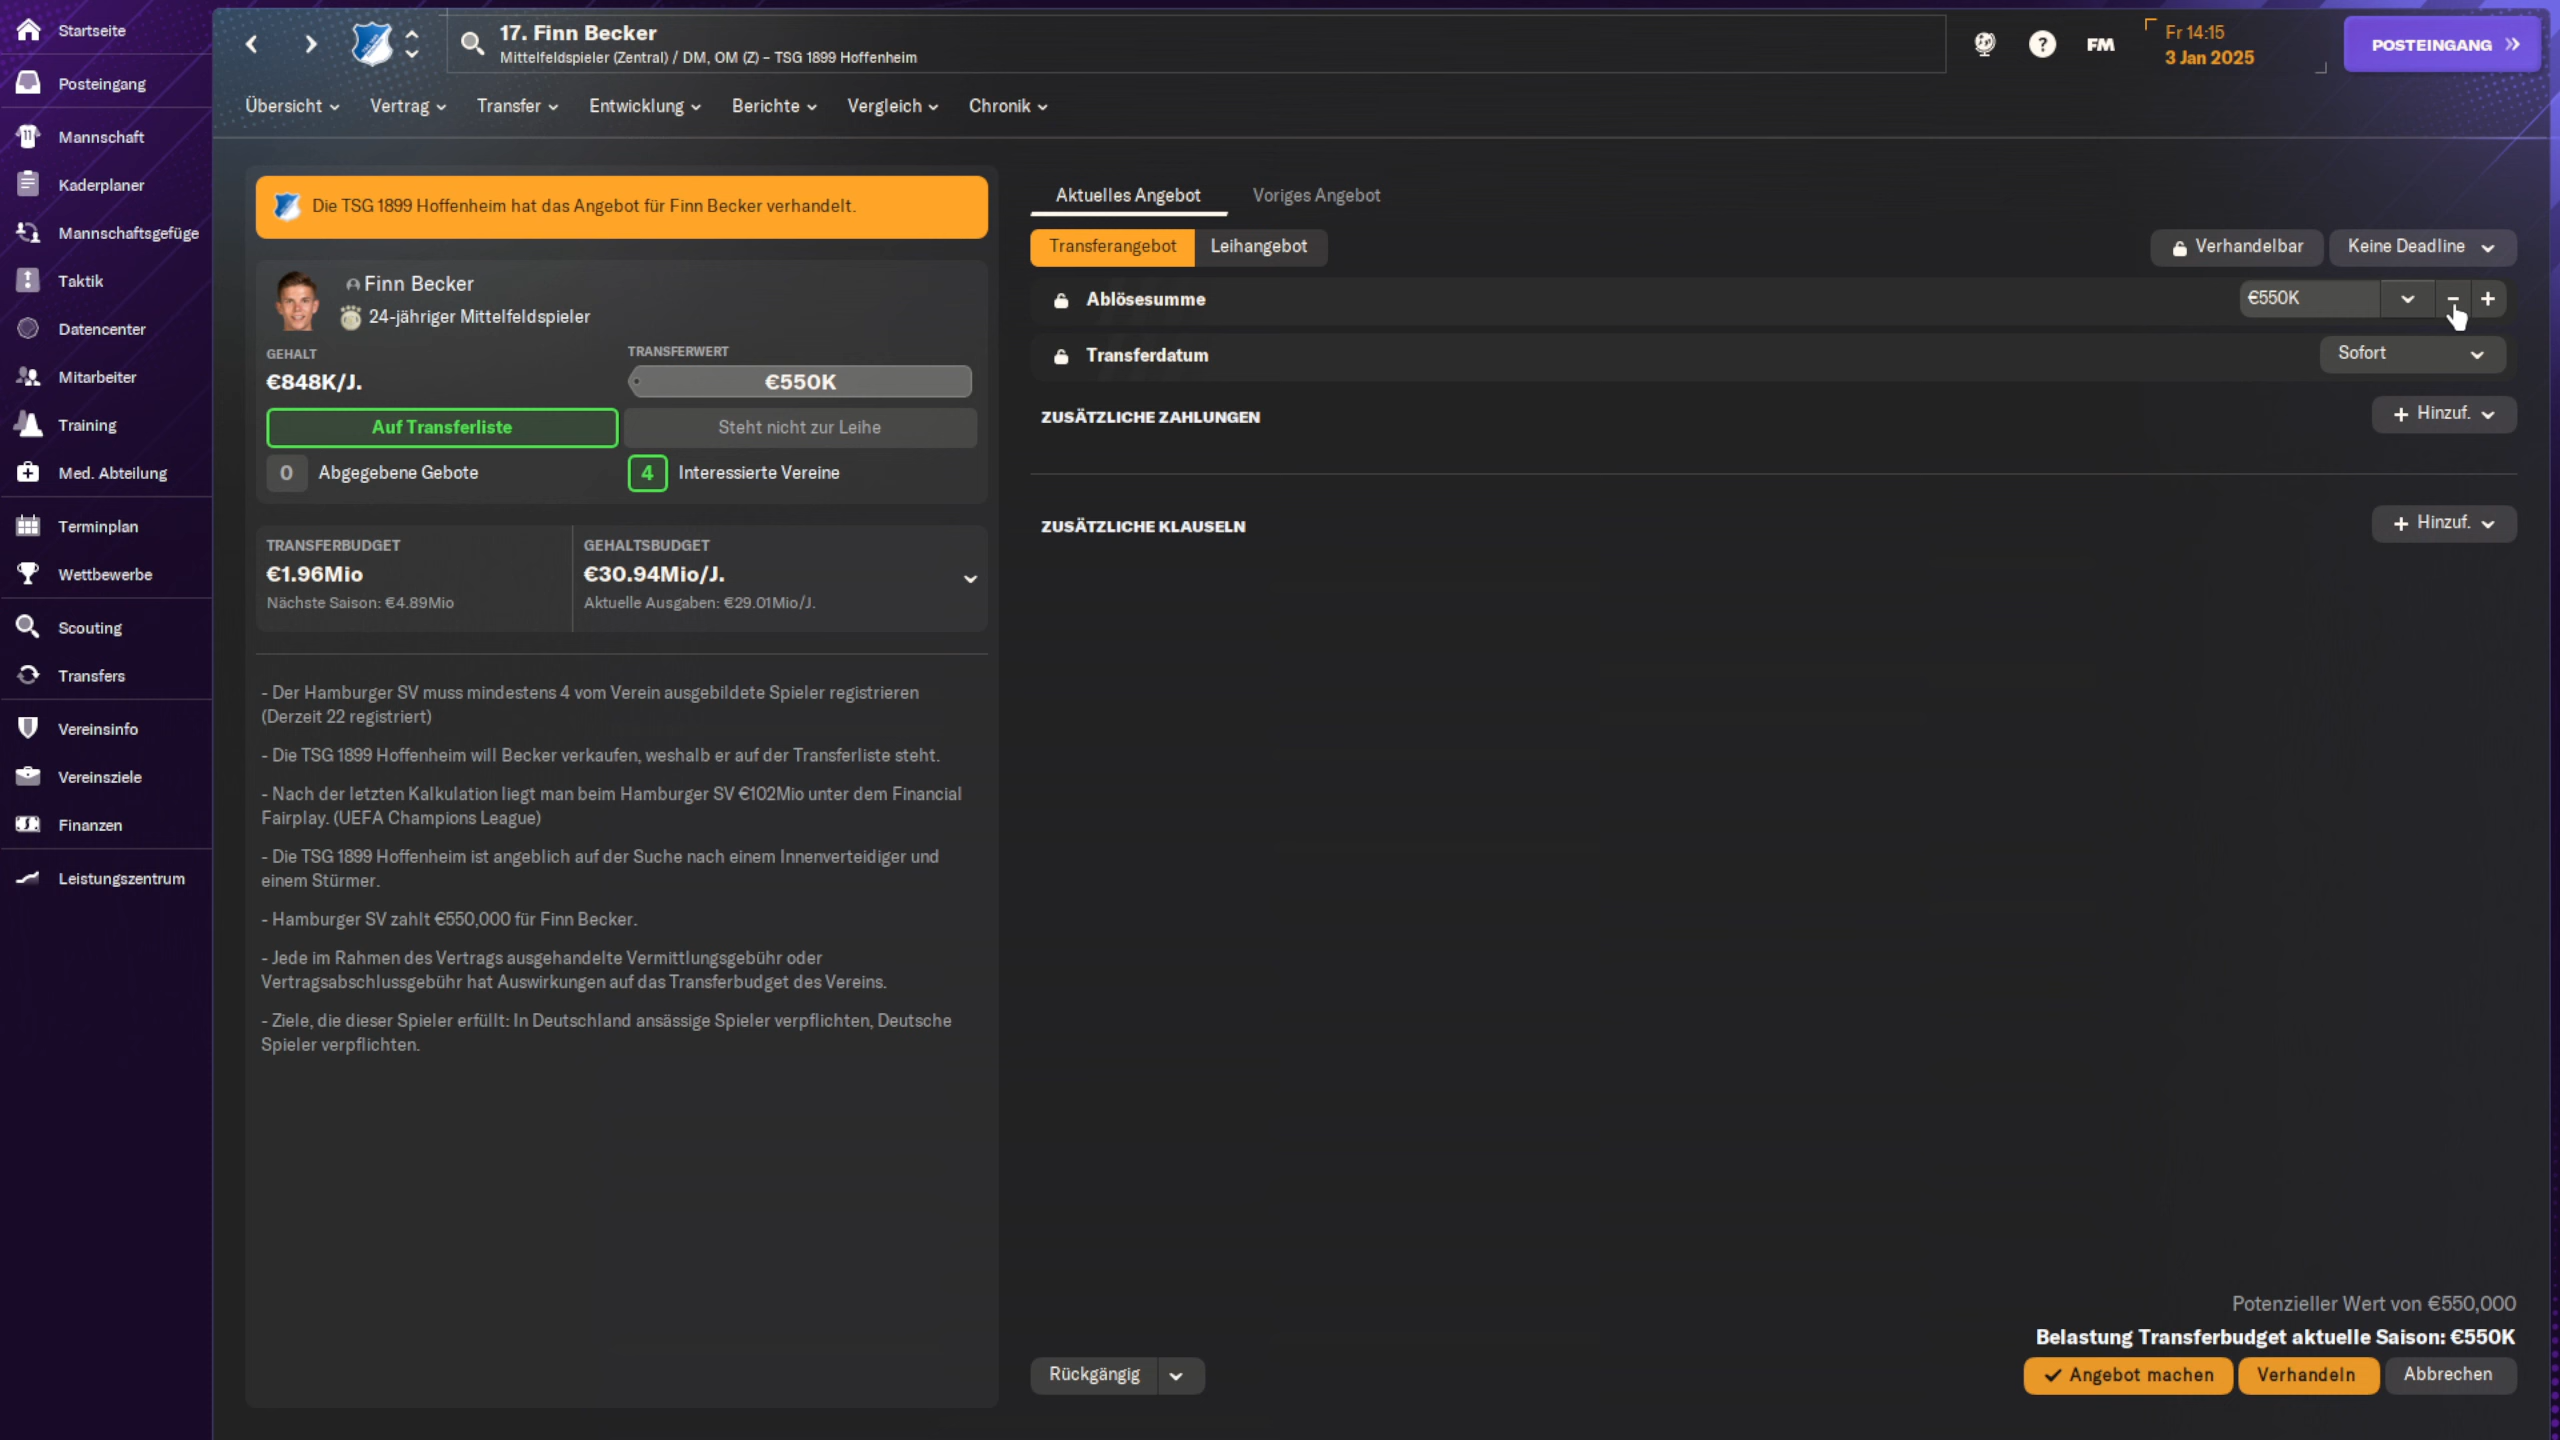 Startseite
Posteingang
Mannschaft
Kaderplaner
Mannschaftsgefüge
Taktik
Datencenter
Mitarbeiter
Training
Med. Abteilung
Terminplan
Wettbewerbe
Scouting
Transfers
Vereinsinfo
Vereinsziele
Finanzen
Leistungszentrum
17. Finn Becker
Mittelfeldspieler (Zentral) / DM, OM (Z) - TSG 1899 Hoffenheim
?
FM
Fr 14:15
3 Jan 2025
POSTEINGANG
Übersicht
Vertrag
Transfer
Entwicklung
Berichte
Vergleich
Chronik
Die TSG 1899 Hoffenheim hat das Angebot für Finn Becker verhandelt.
Finn Becker
24-jähriger Mittelfeldspieler
GEHALT
€848K/J.
TRANSFERWERT
€550K
Auf Transferliste
Steht nicht zur Leihe
0 Abgegebene Gebote
4 Interessierte Vereine
TRANSFERBUDGET
€1.96Mio
Nächste Saison: €4.89Mio
GEHALTSBUDGET
€30.94Mio/J.
Aktuelle Ausgaben: €29.01Mio/J.
- Der Hamburger SV muss mindestens 4 vom Verein ausgebildete Spieler registrieren
(Derzeit 22 registriert)
- Die TSG 1899 Hoffenheim will Becker verkaufen, weshalb er auf der Transferliste steht.
- Nach der letzten Kalkulation liegt man beim Hamburger SV €102Mio unter dem Financial
Fairplay. (UEFA Champions League)
- Die TSG 1899 Hoffenheim ist angeblich auf der Suche nach einem Innenverteidiger und
einem Stürmer.
- Hamburger SV zahlt €550,000 für Finn Becker.
- Jede im Rahmen des Vertrags ausgehandelte Vermittlungsgebühr oder
Vertragsabschlussgebühr hat Auswirkungen auf das Transferbudget des Vereins.
- Ziele, die dieser Spieler erfüllt: In Deutschland ansässige Spieler verpflichten, Deutsche
Spieler verpflichten.
Aktuelles Angebot
Voriges Angebot
Transferangebot
Leihangebot
Verhandelbar
Keine Deadline
Ablösesumme
€550K
Transferdatum
Sofort
ZUSÄTZLICHE ZAHLUNGEN
+ Hinzuf.
ZUSÄTZLICHE KLAUSELN
+ Hinzuf.
Potenzieller Wert von €550,000
Belastung Transferbudget aktuelle Saison: €550K
Rückgängig
Angebot machen
Verhandeln
Abbrechen